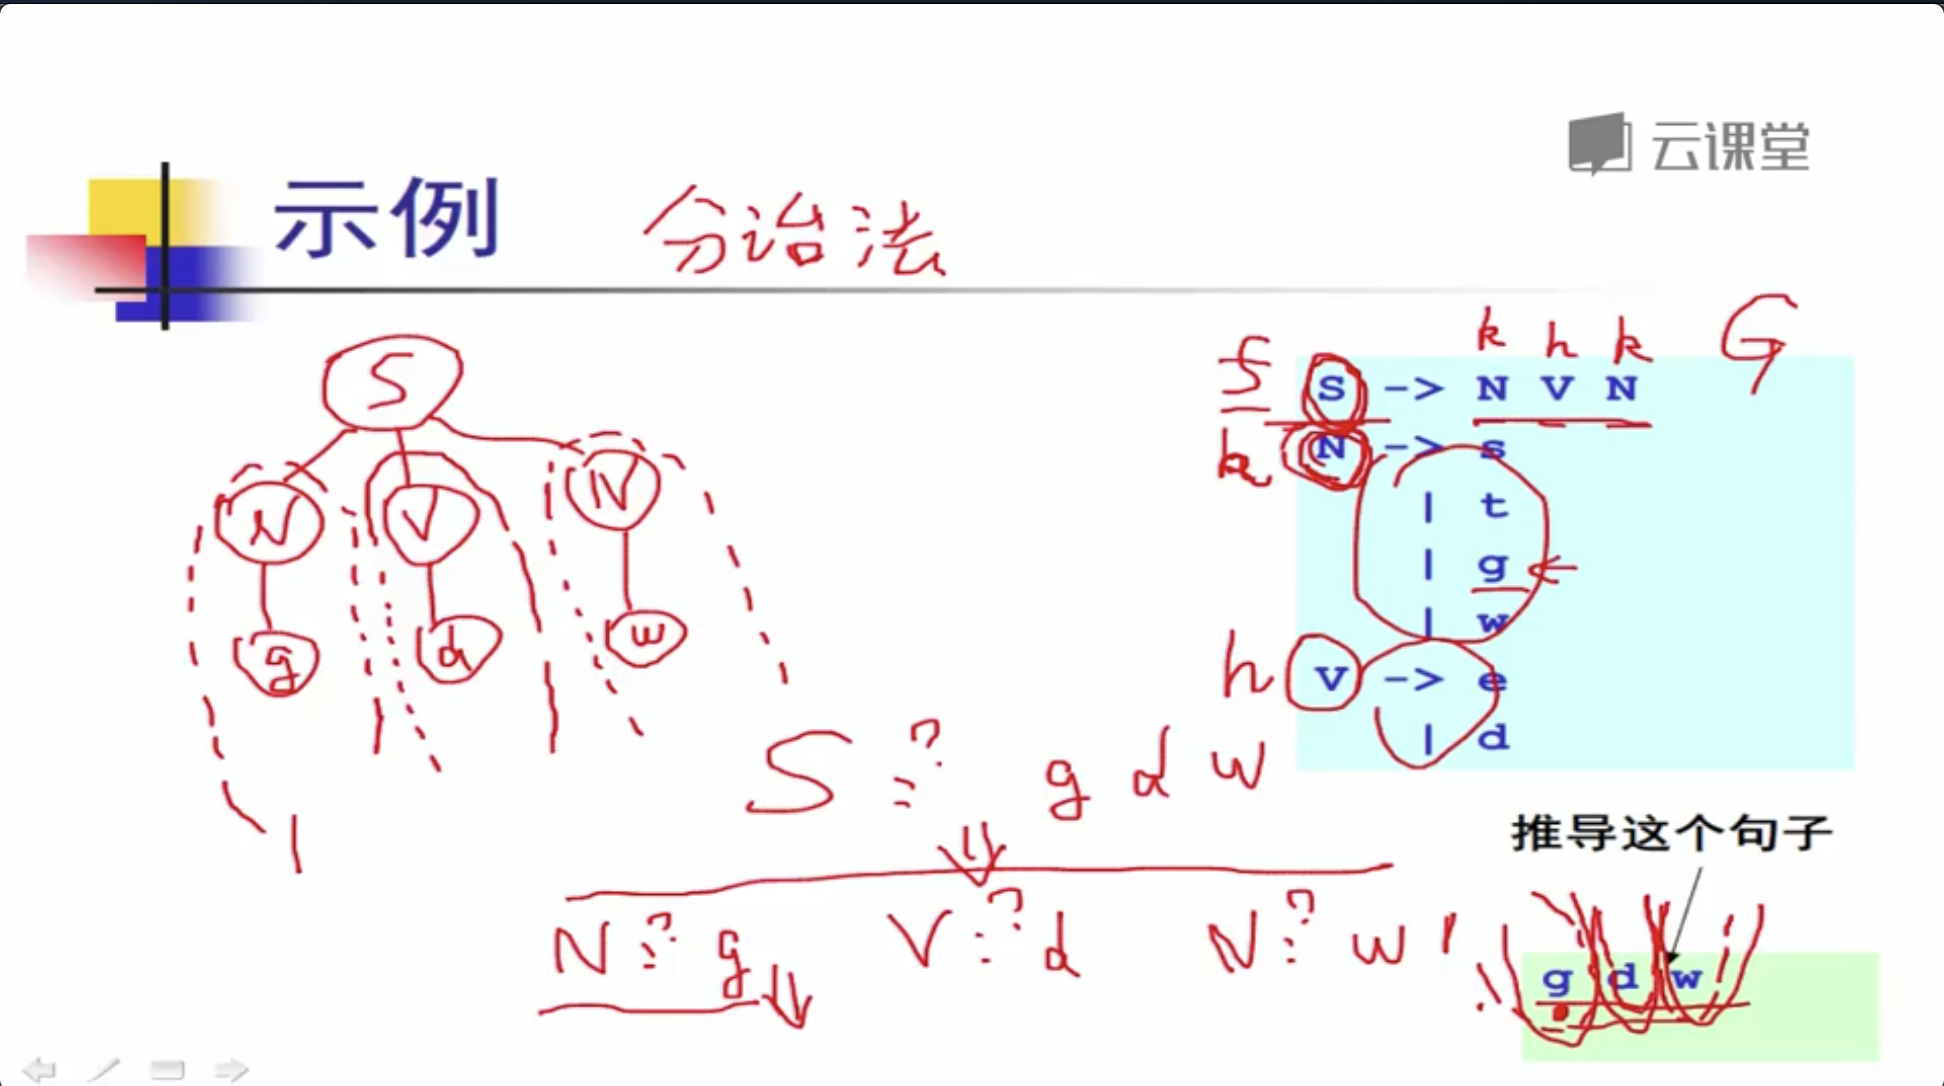 云课堂
示例 分治法
S
N V N
g d w
k h k G
f S -> N V N
k N -> s
| t
| g
| w
h V -> e
| d
S =? g d w
N =? g V =? d N =? w
推导这个句子
g d w